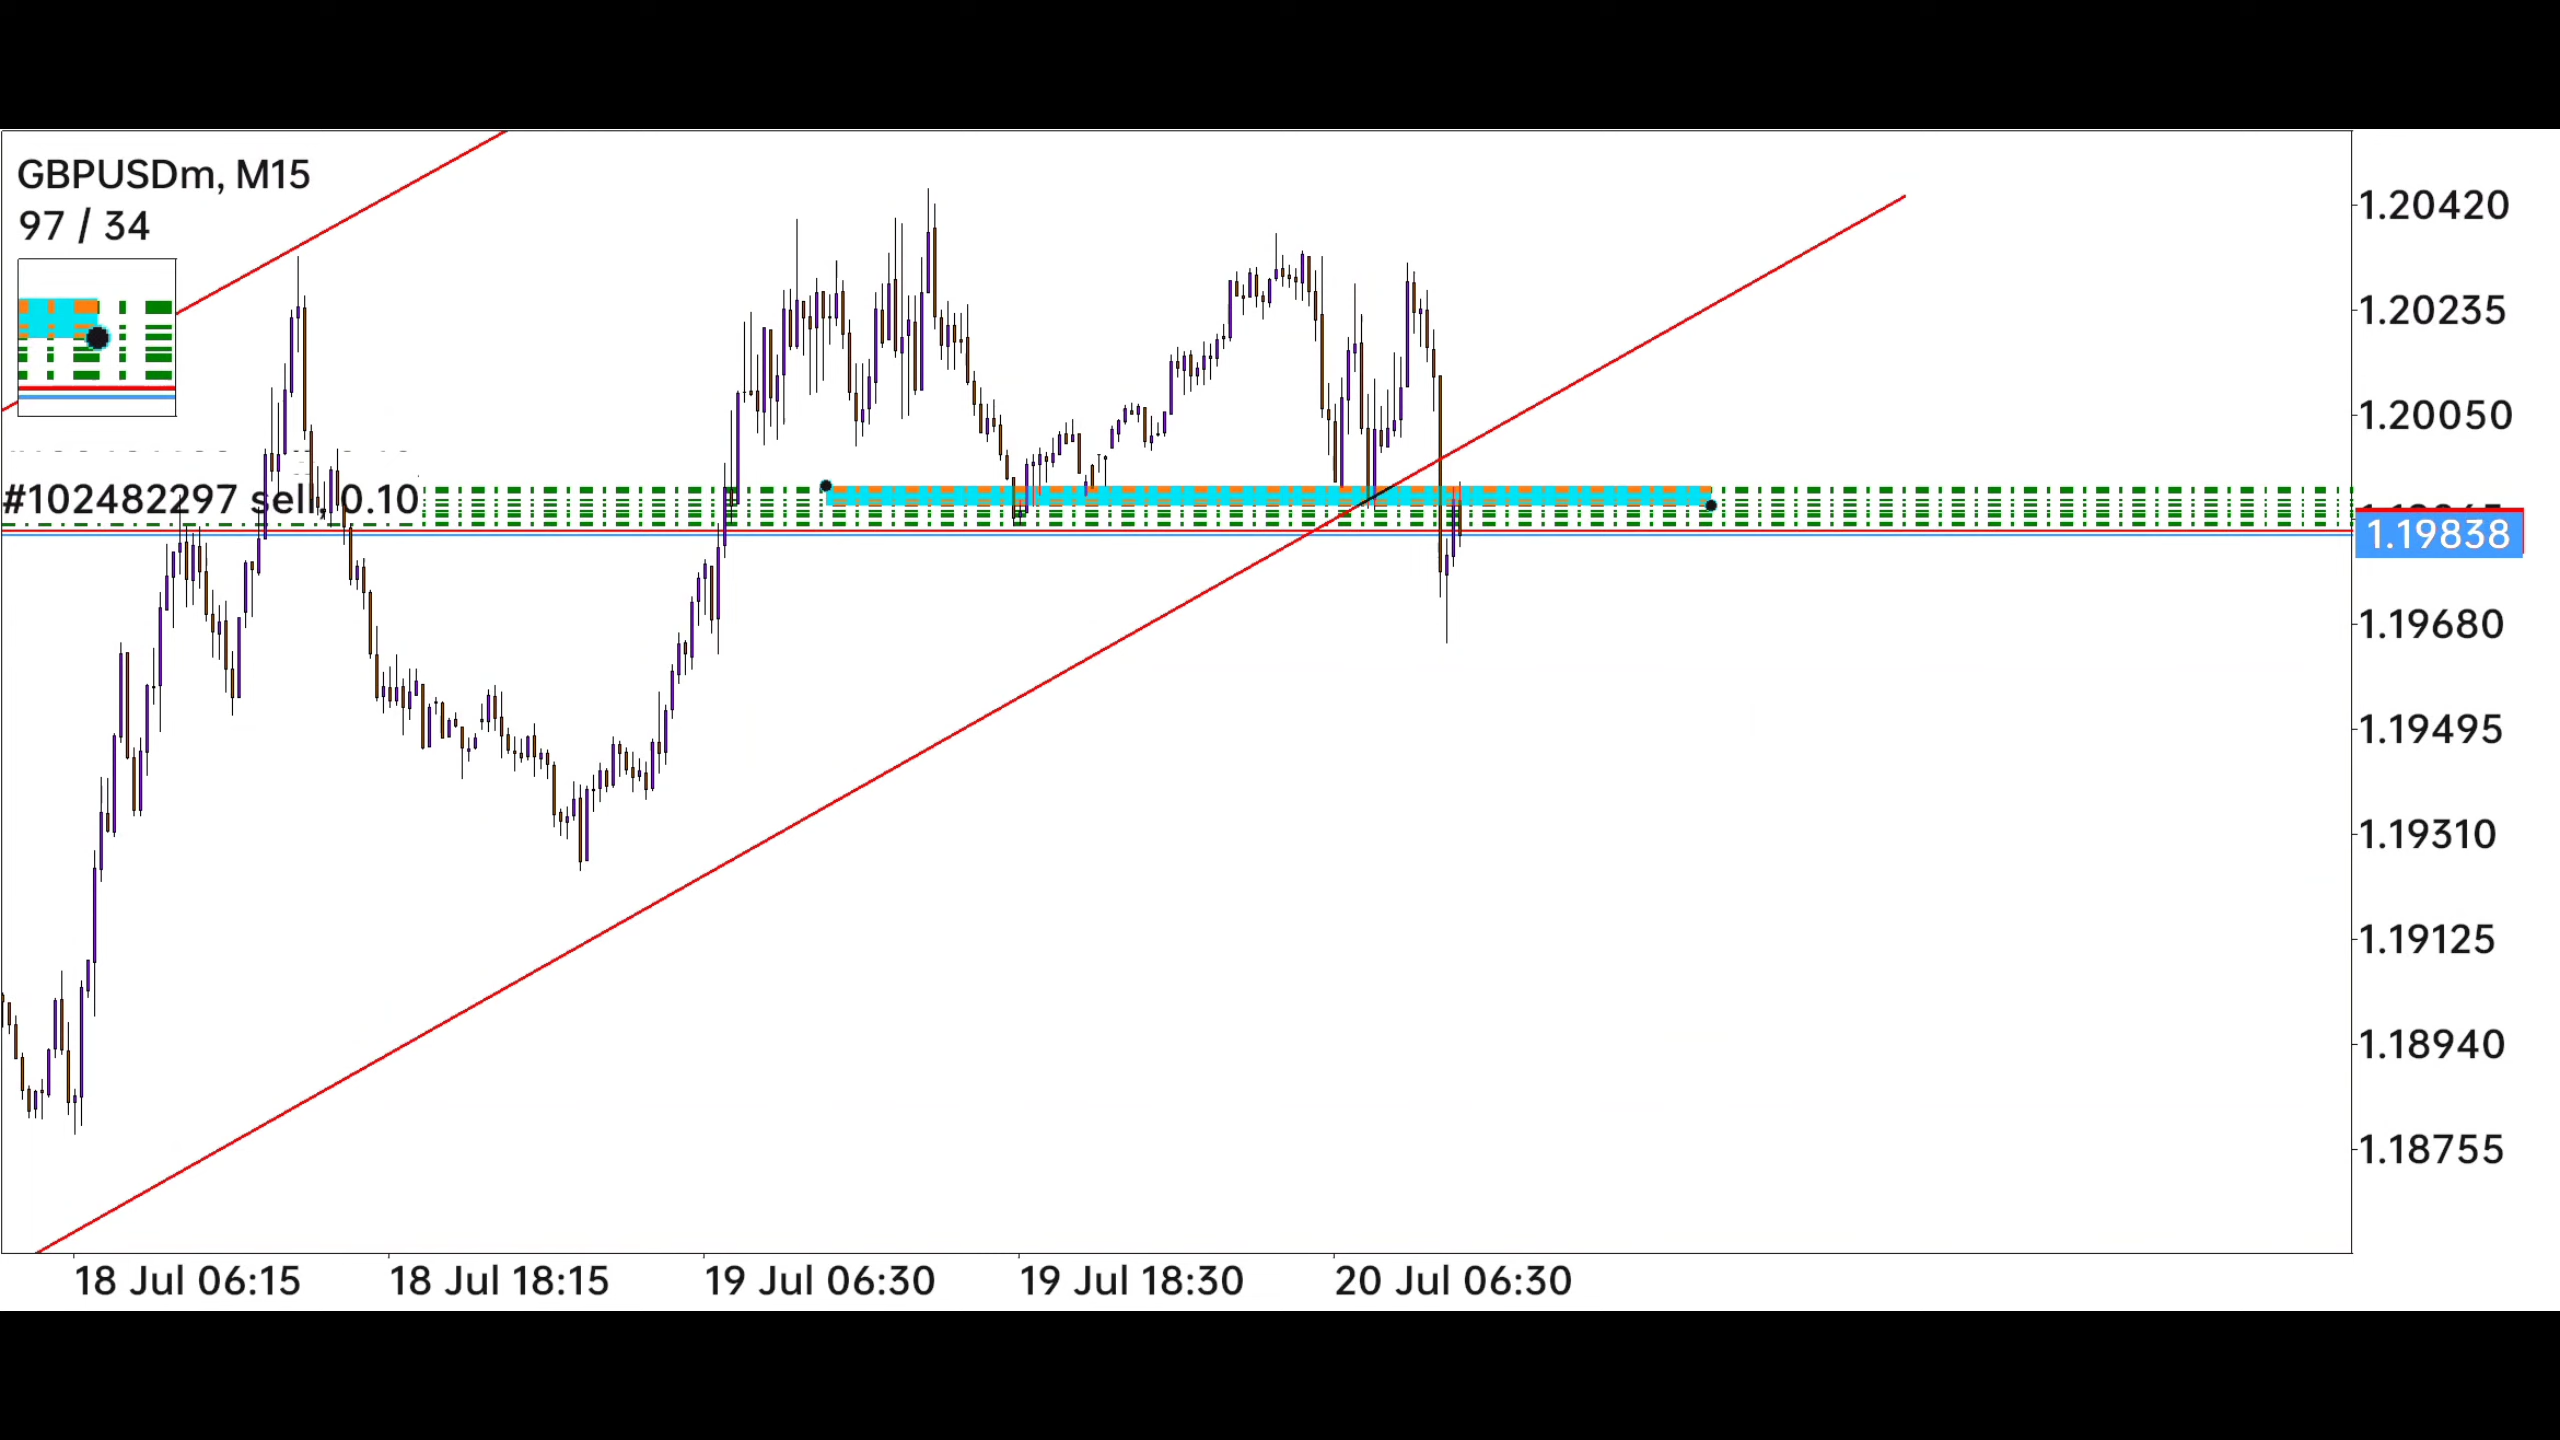 GBPUSDm, M15
97 / 34
#102482297 sell 0.10
1.20420
1.20235
1.20050
1.19838
1.19680
1.19495
1.19310
1.19125
1.18940
1.18755
18 Jul 06:15
18 Jul 18:15
19 Jul 06:30
19 Jul 18:30
20 Jul 06:30